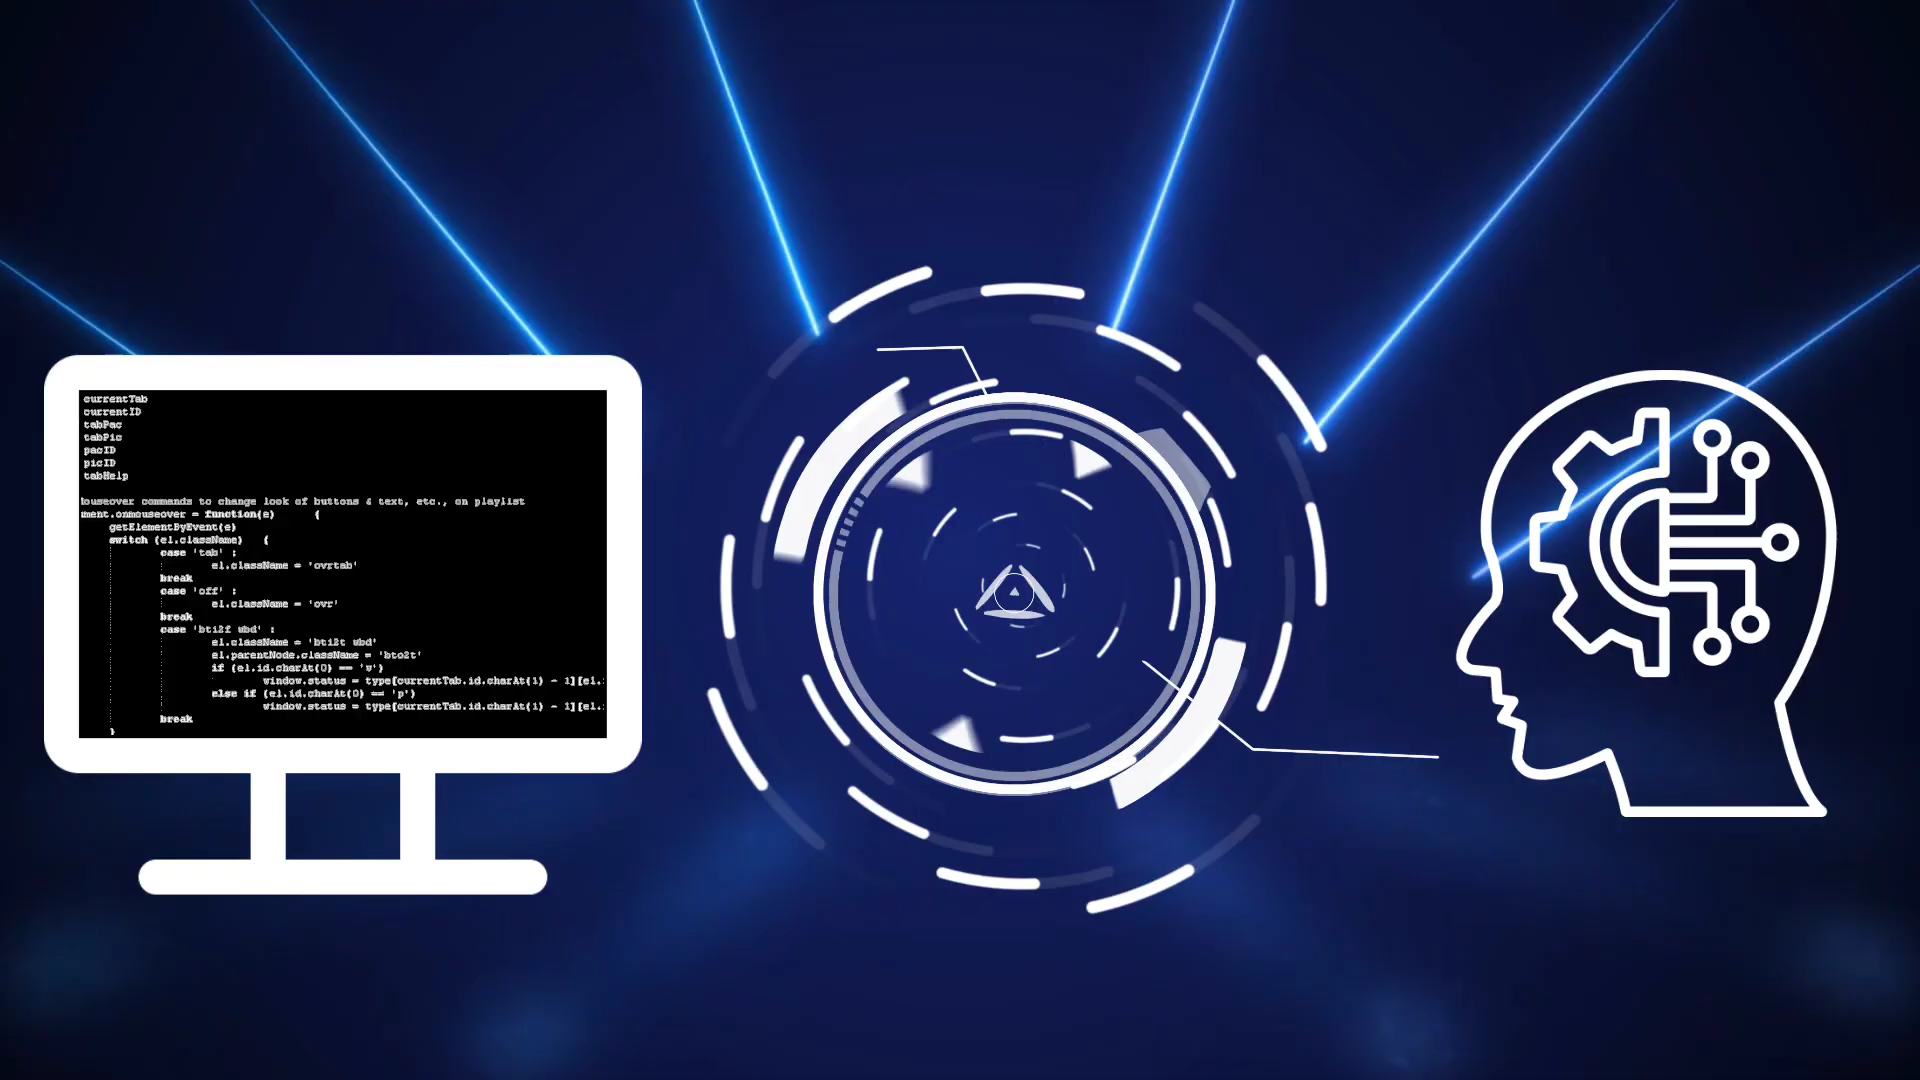 currentTab
currentID
tabPac
tabPic
pacID
picID
tabHelp
ouseover commands to change look of buttons & text, etc., on playlist
ument.onmouseover = function(e) {
getElementByEvent(e)
switch (el.className) {
case 'tab' :
el.className = 'ovrtab'
break
case 'off' :
el.className = 'ovr'
break
case 'bti2f ubd' :
el.className = 'bti2t ubd'
el.parentNode.className = 'bto2t'
if (el.id.charAt(0) == 'v')
window.status = type[currentTab.id.charAt(1) - 1][el.
else if (el.id.charAt(0) == 'p')
window.status = type[currentTab.id.charAt(1) - 1][el.
break
}